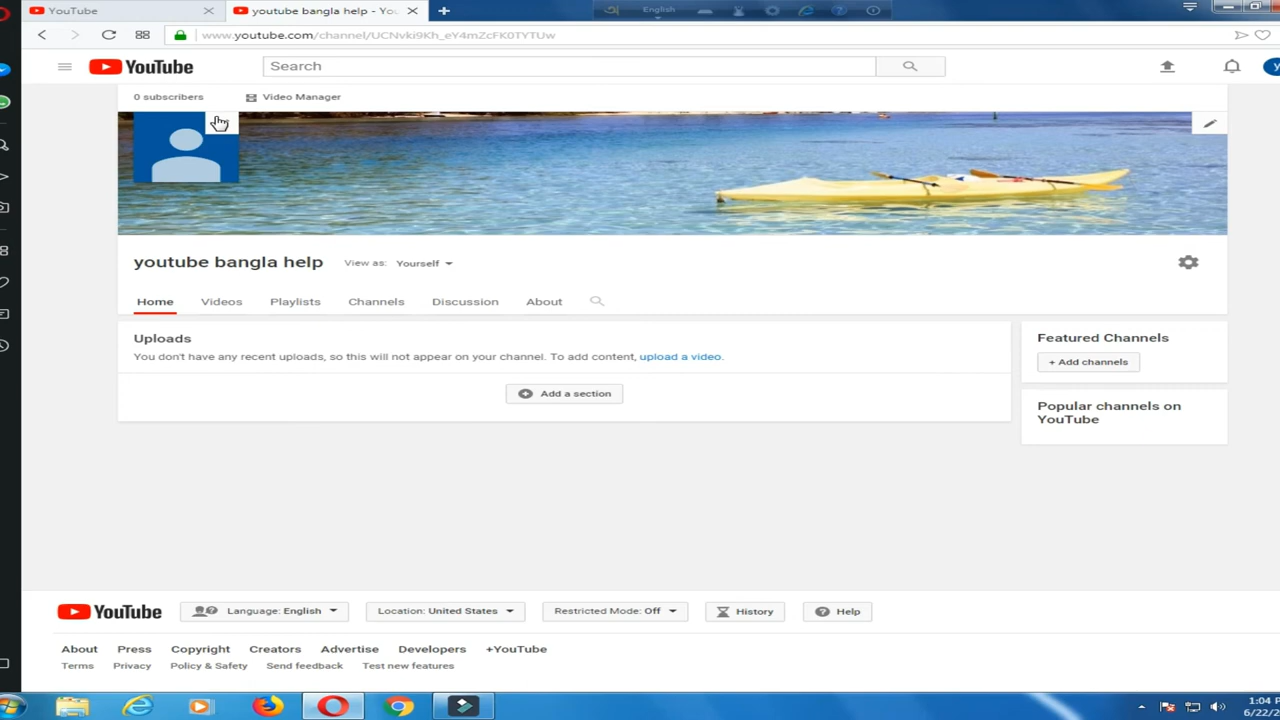 YouTube
youtube bangla help - You
English
www.youtube.com/channel/UCNvki9Kh_eY4mZcFK0TYTUw
YouTube
Search
0 subscribers
Video Manager
youtube bangla help
View as: Yourself
Home Videos Playlists Channels Discussion About
Uploads
You don't have any recent uploads, so this will not appear on your channel. To add content, upload a video.
Add a section
Featured Channels
+ Add channels
Popular channels on
YouTube
YouTube
Language: English
Location: United States
Restricted Mode: Off
History
Help
About Press Copyright Creators Advertise Developers +YouTube
Terms Privacy Policy & Safety Send feedback Test new features
1:04 P
6/22/2